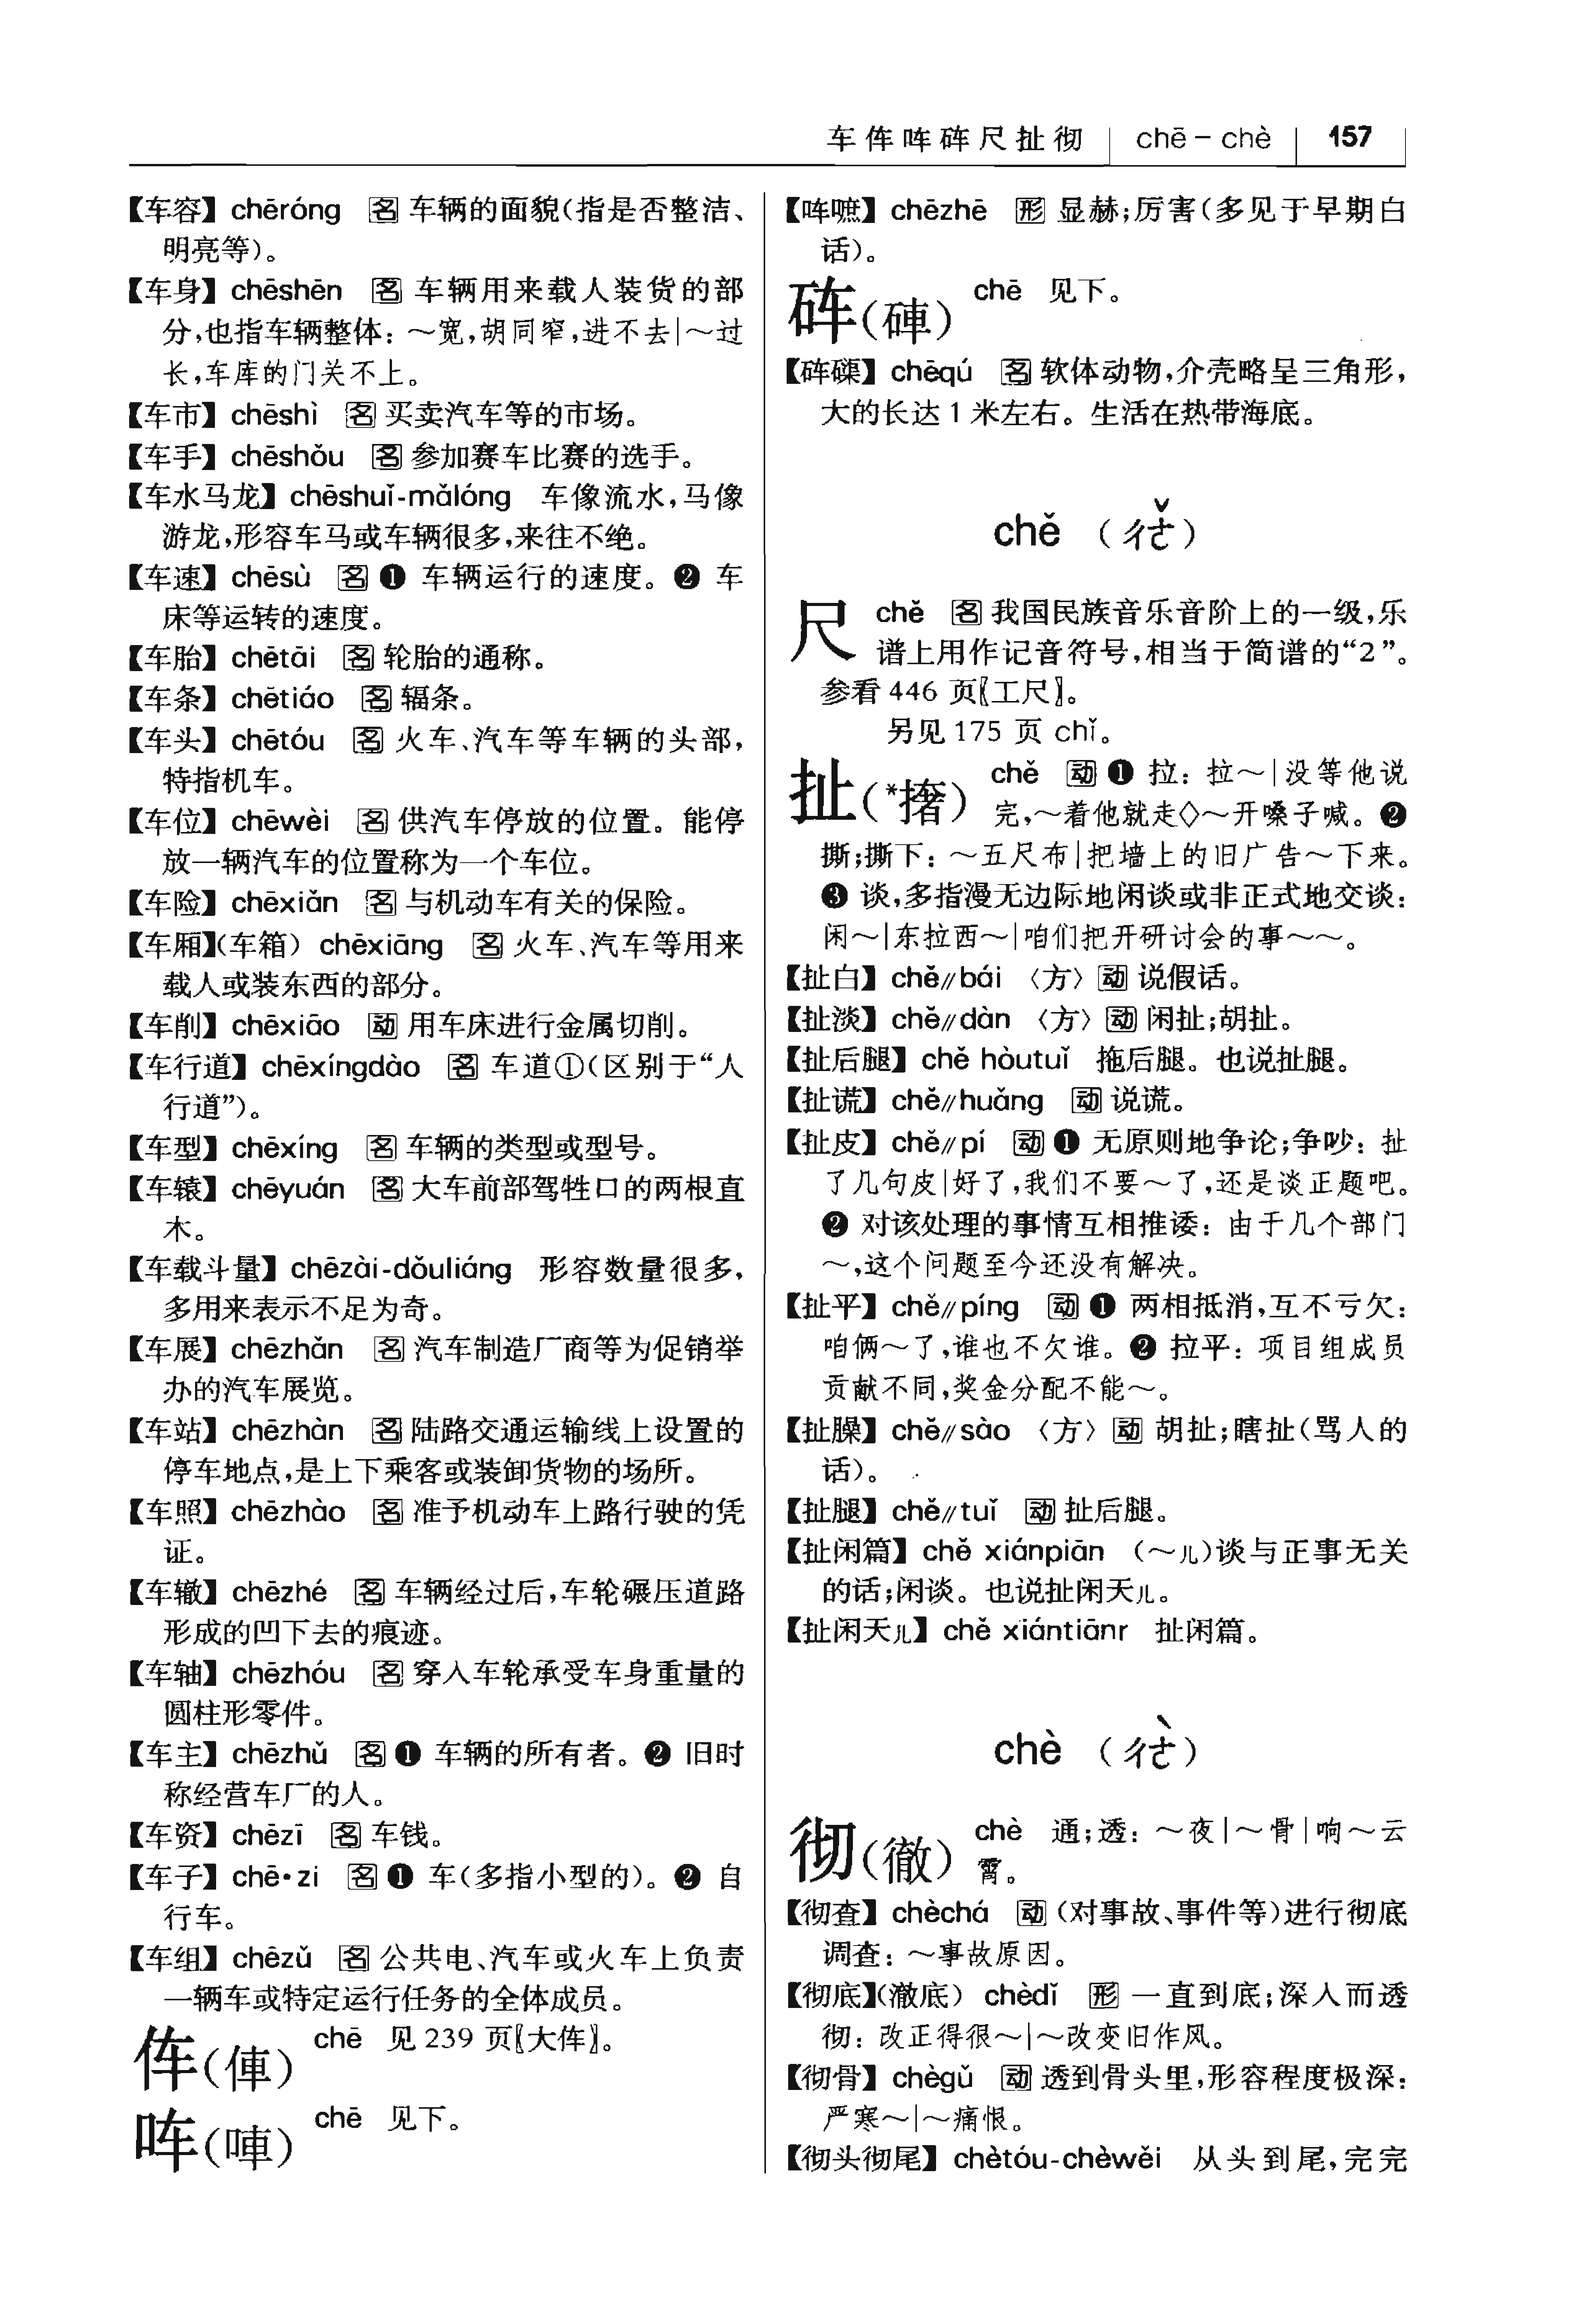 车伡唓砗尺扯彻 chē－chè 157
【车容】 chēróng 名 车辆的面貌(指是否整洁、
明亮等)。
【车身】 chēshēn 名 车辆用来载人装货的部
分,也指车辆整体：～宽,胡同窄,进不去|～过
长,车库的门关不上。
【车市】 chēshì 名 买卖汽车等的市场。
【车手】 chēshǒu 名 参加赛车比赛的选手。
【车水马龙】 chēshuǐ-mǎlóng 车像流水,马像
游龙,形容车马或车辆很多,来往不绝。
【车速】 chēsù 名 ❶ 车辆运行的速度。❷ 车
床等运转的速度。
【车胎】 chētāi 名 轮胎的通称。
【车条】 chētiáo 名 辐条。
【车头】 chētóu 名 火车、汽车等车辆的头部,
特指机车。
【车位】 chēwèi 名 供汽车停放的位置。能停
放一辆汽车的位置称为一个车位。
【车险】 chēxiǎn 名 与机动车有关的保险。
【车厢】(车箱) chēxiāng 名 火车、汽车等用来
载人或装东西的部分。
【车削】 chēxiāo 动 用车床进行金属切削。
【车行道】 chēxíngdào 名 车道①(区别于“人
行道”)。
【车型】 chēxíng 名 车辆的类型或型号。
【车辕】 chēyuán 名 大车前部驾牲口的两根直
木。
【车载斗量】 chēzài-dǒuliáng 形容数量很多,
多用来表示不足为奇。
【车展】 chēzhǎn 名 汽车制造厂商等为促销举
办的汽车展览。
【车站】 chēzhàn 名 陆路交通运输线上设置的
停车地点,是上下乘客或装卸货物的场所。
【车照】 chēzhào 名 准予机动车上路行驶的凭
证。
【车辙】 chēzhé 名 车辆经过后,车轮碾压道路
形成的凹下去的痕迹。
【车轴】 chēzhóu 名 穿入车轮承受车身重量的
圆柱形零件。
【车主】 chēzhǔ 名 ❶ 车辆的所有者。❷ 旧时
称经营车厂的人。
【车资】 chēzī 名 车钱。
【车子】 chē•zi 名 ❶ 车(多指小型的)。❷ 自
行车。
【车组】 chēzǔ 名 公共电、汽车或火车上负责
一辆车或特定运行任务的全体成员。
伡(俥) chē 见 239 页〖大伡〗。
唓(唓) chē 见下。
【唓嗻】 chēzhē 形 显赫;厉害(多见于早期白
话)。
砗(硨) chē 见下。
【砗磲】 chēqú 名 软体动物,介壳略呈三角形,
大的长达 1 米左右。生活在热带海底。
chě （ㄔㄜˇ）
尺 chě 名 我国民族音乐音阶上的一级,乐
谱上用作记音符号,相当于简谱的“2”。
参看 446 页〖工尺〗。
另见 175 页 chǐ。
扯(*撦) chě 动 ❶ 拉：拉～|没等他说
完,～着他就走◇～开嗓子喊。❷
撕;撕下：～五尺布|把墙上的旧广告～下来。
❸ 谈,多指漫无边际地闲谈或非正式地交谈：
闲～|东拉西～|咱们把开研讨会的事～～。
【扯白】 chě//bái 〈方〉 动 说假话。
【扯淡】 chě//dàn 〈方〉 动 闲扯;胡扯。
【扯后腿】 chě hòutuǐ 拖后腿。也说扯腿。
【扯谎】 chě//huǎng 动 说谎。
【扯皮】 chě//pí 动 ❶ 无原则地争论;争吵：扯
了几句皮|好了,我们不要～了,还是谈正题吧。
❷ 对该处理的事情互相推诿：由于几个部门
～,这个问题至今还没有解决。
【扯平】 chě//píng 动 ❶ 两相抵消,互不亏欠：
咱俩～了,谁也不欠谁。❷ 拉平：项目组成员
贡献不同,奖金分配不能～。
【扯臊】 chě//sào 〈方〉 动 胡扯;瞎扯(骂人的
话)。
【扯腿】 chě//tuǐ 动 扯后腿。
【扯闲篇】 chě xiánpiān (～儿)谈与正事无关
的话;闲谈。也说扯闲天儿。
【扯闲天儿】 chě xiántiānr 扯闲篇。
chè （ㄔㄜˋ）
彻(徹) chè 通;透：～夜|～骨|响～云
霄。
【彻查】 chèchá 动 (对事故、事件等)进行彻底
调查：～事故原因。
【彻底】(澈底) chèdǐ 形 一直到底;深入而透
彻：改正得很～|～改变旧作风。
【彻骨】 chègǔ 动 透到骨头里,形容程度极深：
严寒～|～痛恨。
【彻头彻尾】 chètóu-chèwěi 从头到尾,完完